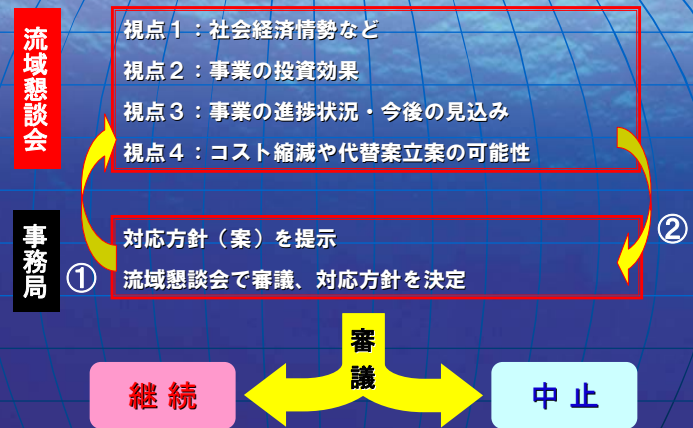 流域懇談会
視点１：社会経済情勢など
視点２：事業の投資効果
視点３：事業の進捗状況・今後の見込み
視点４：コスト縮減や代替案立案の可能性
事務局
①
対応方針（案）を提示
流域懇談会で審議、対応方針を決定
②
審議
継続
中止